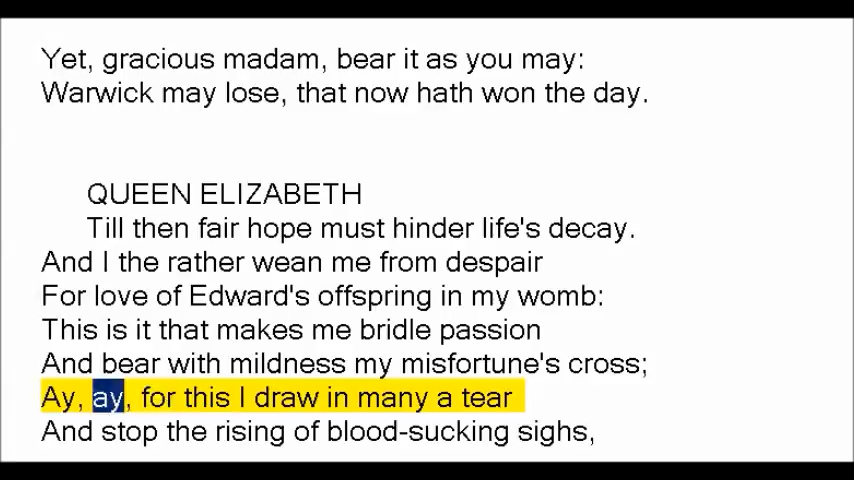 Yet, gracious madam, bear it as you may:
Warwick may lose, that now hath won the day.
QUEEN ELIZABETH
Till then fair hope must hinder life's decay.
And I the rather wean me from despair
For love of Edward's offspring in my womb:
This is it that makes me bridle passion
And bear with mildness my misfortune's cross;
Ay, ay, for this I draw in many a tear
And stop the rising of blood-sucking sighs,